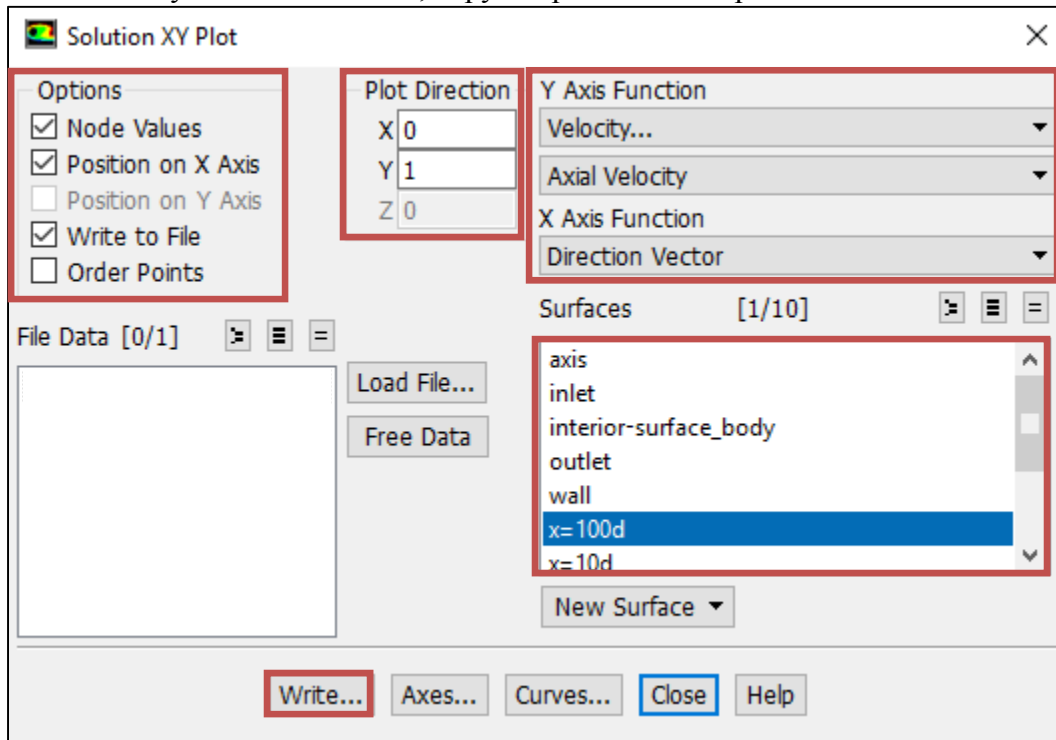 Solution XY Plot
Options
Node Values
Position on X Axis
Position on Y Axis
Write to File
Order Points
Plot Direction
X 0
Y 1
Z 0
Y Axis Function
Velocity...
Axial Velocity
X Axis Function
Direction Vector
File Data [0/1]
Load File...
Free Data
Surfaces [1/10]
axis
inlet
interior-surface_body
outlet
wall
x=100d
x=10d
New Surface
Write... Axes... Curves... Close Help